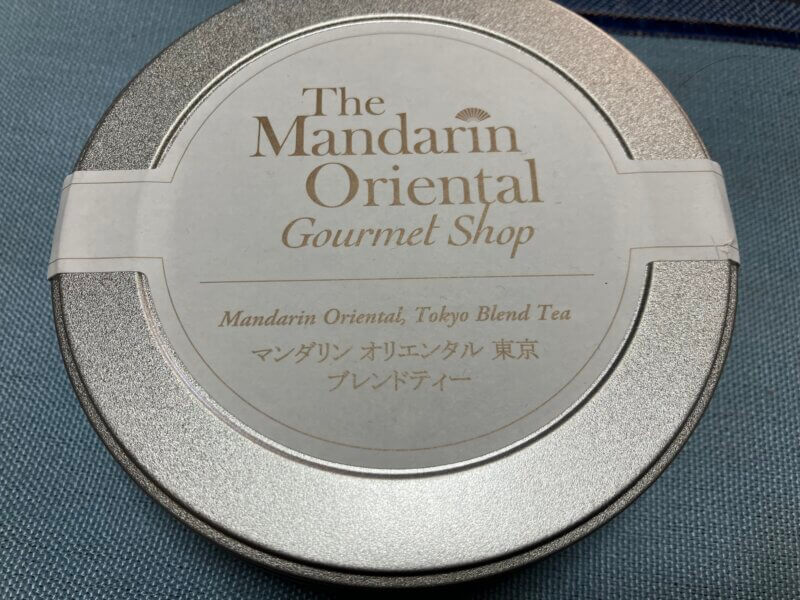 The
Mandarin
Oriental
Gourmet Shop
Mandarin Oriental, Tokyo Blend Tea
マンダリン オリエンタル 東京
ブレンドティー